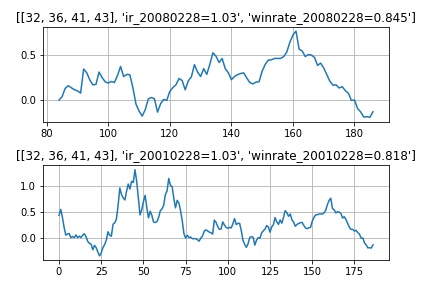 [[32, 36, 41, 43], 'ir_20080228=1.03', 'winrate_20080228=0.845']
0.5
0.0
80 100 120 140 160 180
[[32, 36, 41, 43], 'ir_20010228=1.03', 'winrate_20010228=0.818']
1.0
0.5
0.0
0 25 50 75 100 125 150 175